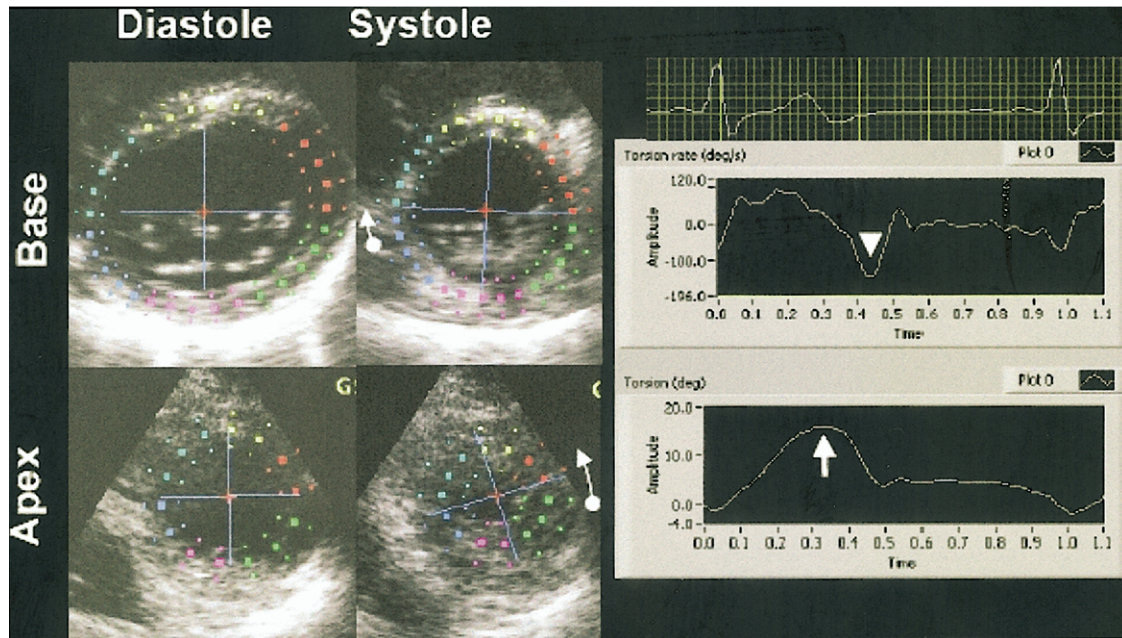 Diastole
Systole
Base
Apex
G
Torsion rate (deg/s)
Plot 0
Amplitude
120.0
0.0
-100.0
-196.0
0.0 0.1 0.2 0.3 0.4 0.5 0.6 0.7 0.8 0.9 1.0 1.1
Time
Torsion (deg)
Plot 0
Amplitude
20.0
10.0
0.0
-4.0
0.0 0.1 0.2 0.3 0.4 0.5 0.6 0.7 0.8 0.9 1.0 1.1
Time